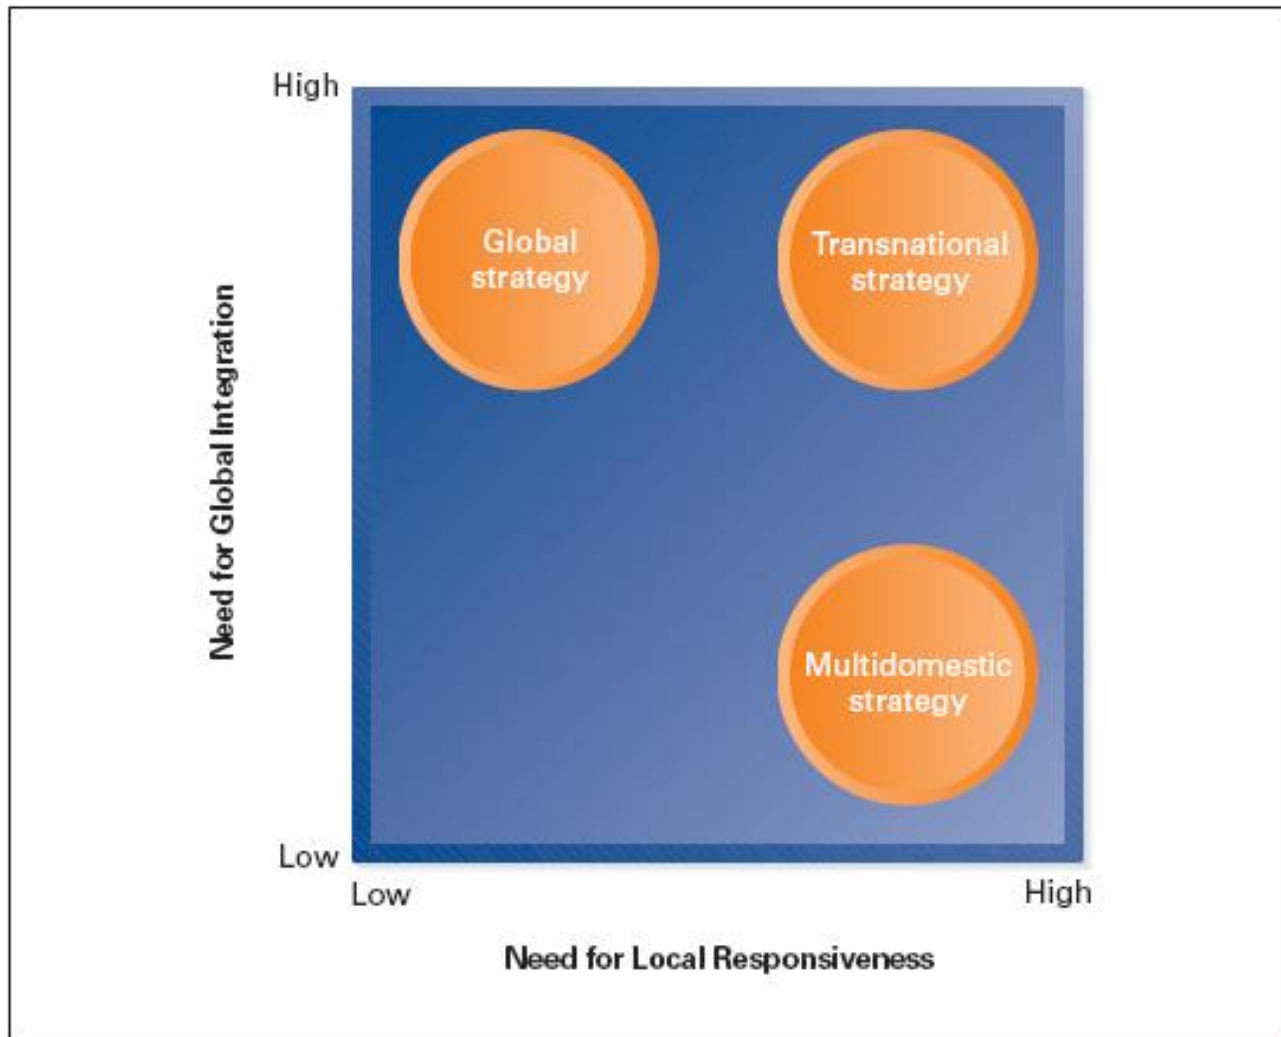 High
Global
strategy
Transnational
strategy
Need for Global Integration
Multidomestic
strategy
Low
Low
High
Need for Local Responsiveness